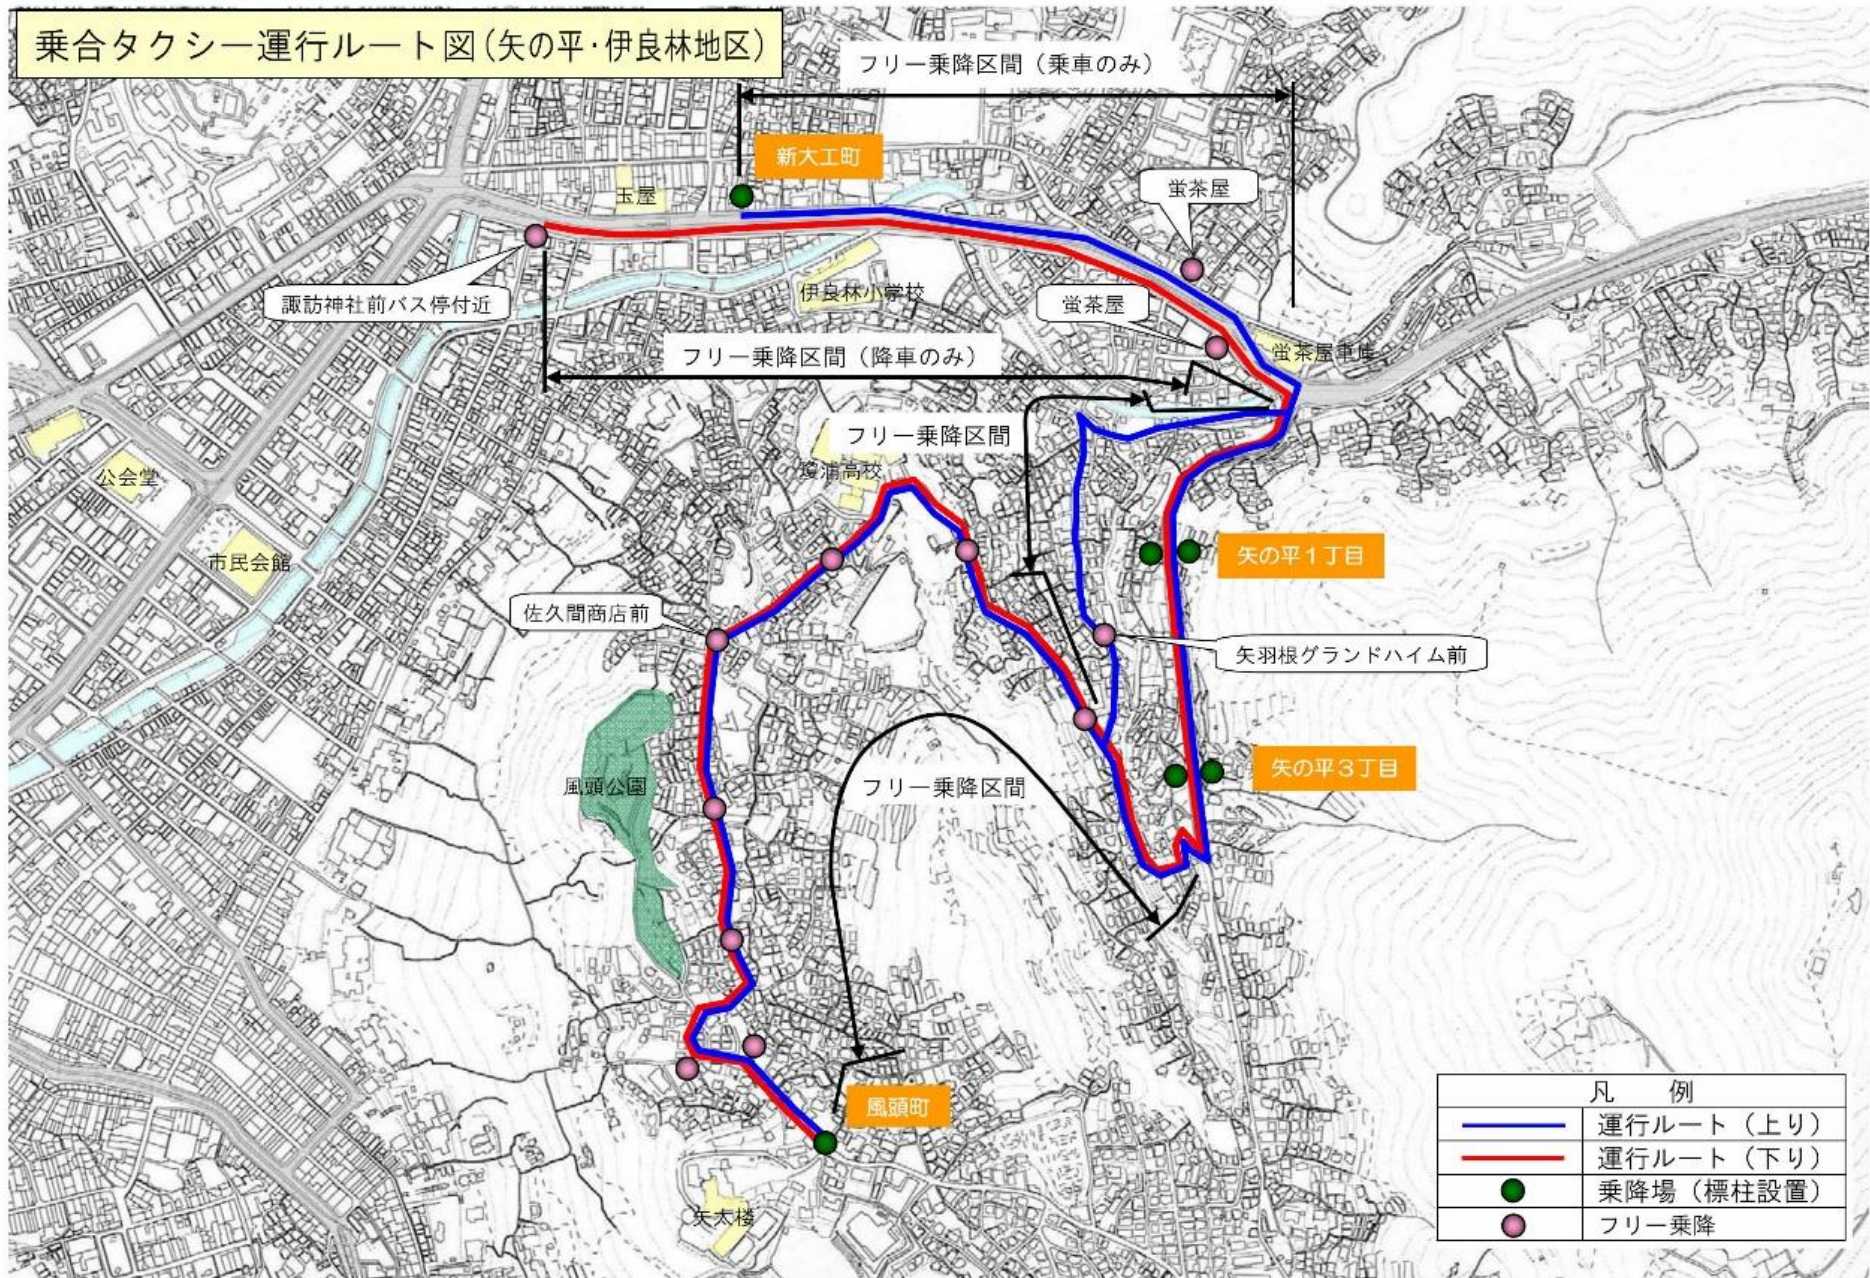 乗合タクシー運行ルート図(矢の平・伊良林地区)
フリー乗降区間(乗車のみ)
新大工町
玉屋
蛍茶屋
諏訪神社前バス停付近
伊良林小学校
蛍茶屋
蛍茶屋車庫
フリー乗降区間(降車のみ)
フリー乗降区間
瓊浦高校
公会堂
市民会館
矢の平1丁目
佐久間商店前
矢羽根グランドハイム前
矢の平3丁目
風頭公園
フリー乗降区間
風頭町
矢太楼
凡 例
運行ルート(上り)
運行ルート(下り)
乗降場(標柱設置)
フリー乗降